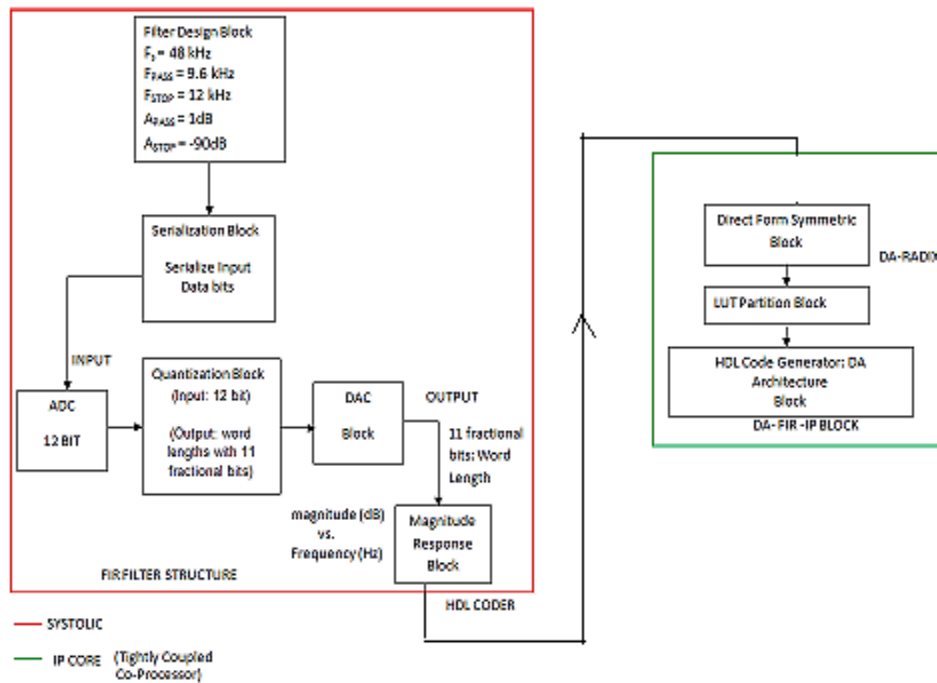 Filter Design Block
Fs = 48 kHz
FPASS = 9.6 kHz
FSTOP = 12 kHz
APASS = 1dB
ASTOP = -90dB
Serialization Block
Serialize Input
Data bits
INPUT
ADC
12 BIT
Quantization Block
(Input: 12 bit)
(Output: word
lengths with 11
fractional bits)
DAC
Block
OUTPUT
11 fractional
bits: Word
Length
magnitude (dB)
vs.
Frequency (Hz)
Magnitude
Response
Block
FIR FILTER STRUCTURE
HDL CODER
Direct Form Symmetric
Block
DA-RADIX
LUT Partition Block
HDL Code Generator: DA
Architecture
Block
DA- FIR -IP BLOCK
SYSTOLIC
IP CORE (Tightly Coupled
Co-Processor)